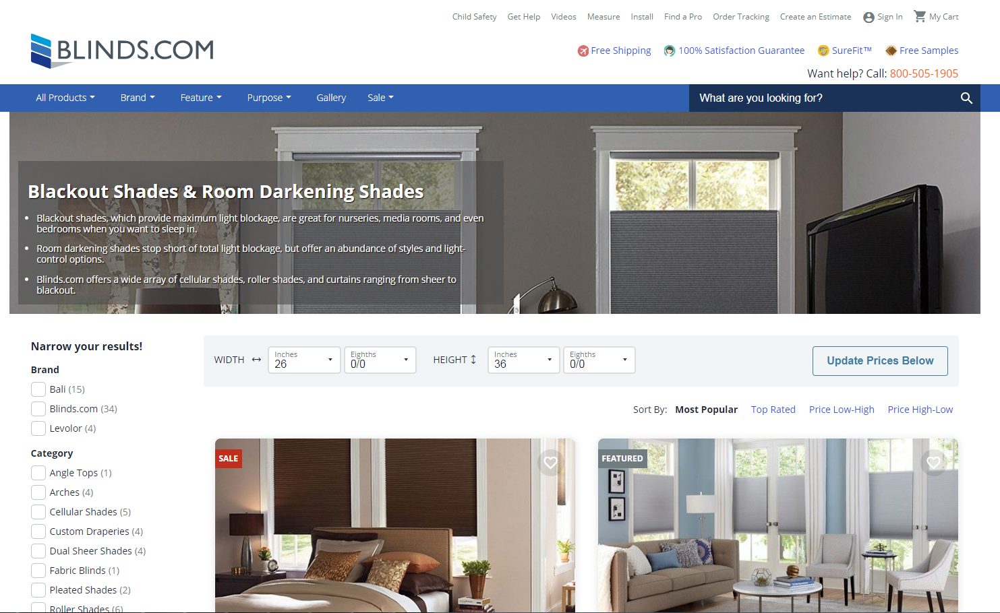 Child Safety Get Help Videos Measure Install Find a Pro Order Tracking Create an Estimate Sign In My Cart
BLINDS.COM
Free Shipping 100% Satisfaction Guarantee SureFit™ Free Samples
Want help? Call: 800-505-1905
All Products Brand Feature Purpose Gallery Sale What are you looking for?
Blackout Shades & Room Darkening Shades
• Blackout shades, which provide maximum light blockage, are great for nurseries, media rooms, and even
bedrooms when you want to sleep in.
• Room darkening shades stop short of total light blockage, but offer an abundance of styles and light-
control options.
• Blinds.com offers a wide array of cellular shades, roller shades, and curtains ranging from sheer to
blackout.
Narrow your results!
Brand
Bali (15)
Blinds.com (34)
Levolor (4)
Category
Angle Tops (1)
Arches (4)
Cellular Shades (5)
Custom Draperies (4)
Dual Sheer Shades (4)
Fabric Blinds (1)
Pleated Shades (2)
Roller Shades (6)
WIDTH Inches 26 Eighths 0/0 HEIGHT Inches 36 Eighths 0/0 Update Prices Below
Sort By: Most Popular Top Rated Price Low-High Price High-Low
SALE
FEATURED